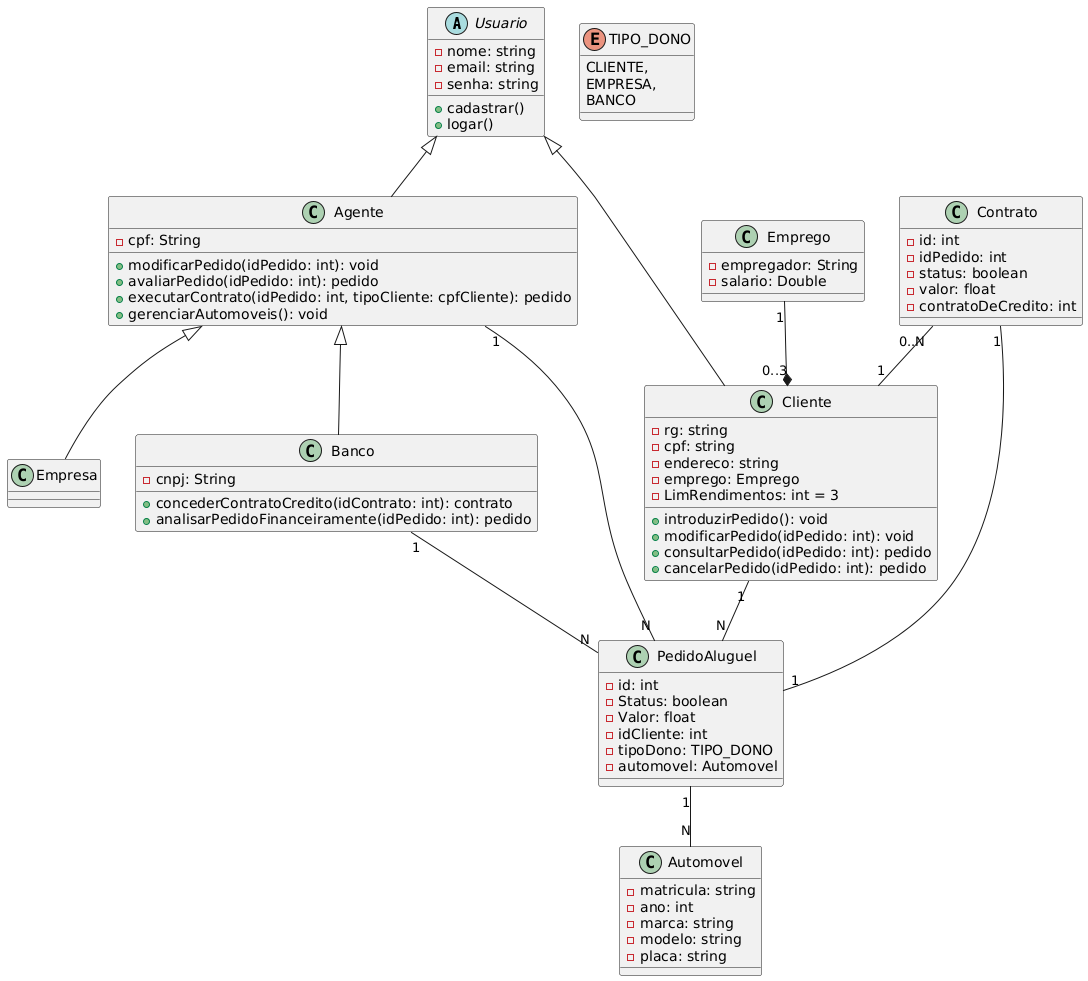 A Usuario
nome: string
email: string
senha: string
cadastrar()
logar()
E TIPO_DONO
CLIENTE,
EMPRESA,
BANCO
C Agente
cpf: String
modificarPedido(idPedido: int): void
avaliarPedido(idPedido: int): pedido
executarContrato(idPedido: int, tipoCliente: cpfCliente): pedido
gerenciarAutomoveis(): void
C Emprego
empregador: String
salario: Double
C Contrato
id: int
idPedido: int
status: boolean
valor: float
contratoDeCredito: int
1
1
0..N
1
0..3
1
C Cliente
rg: string
cpf: string
endereco: string
emprego: Emprego
LimRendimentos: int = 3
introduzirPedido(): void
modificarPedido(idPedido: int): void
consultarPedido(idPedido: int): pedido
cancelarPedido(idPedido: int): pedido
C Empresa
C Banco
cnpj: String
concederContratoCredito(idContrato: int): contrato
analisarPedidoFinanceiramente(idPedido: int): pedido
1
1
N
N
N
1
C PedidoAluguel
id: int
Status: boolean
Valor: float
idCliente: int
tipoDono: TIPO_DONO
automovel: Automovel
1
N
C Automovel
matricula: string
ano: int
marca: string
modelo: string
placa: string